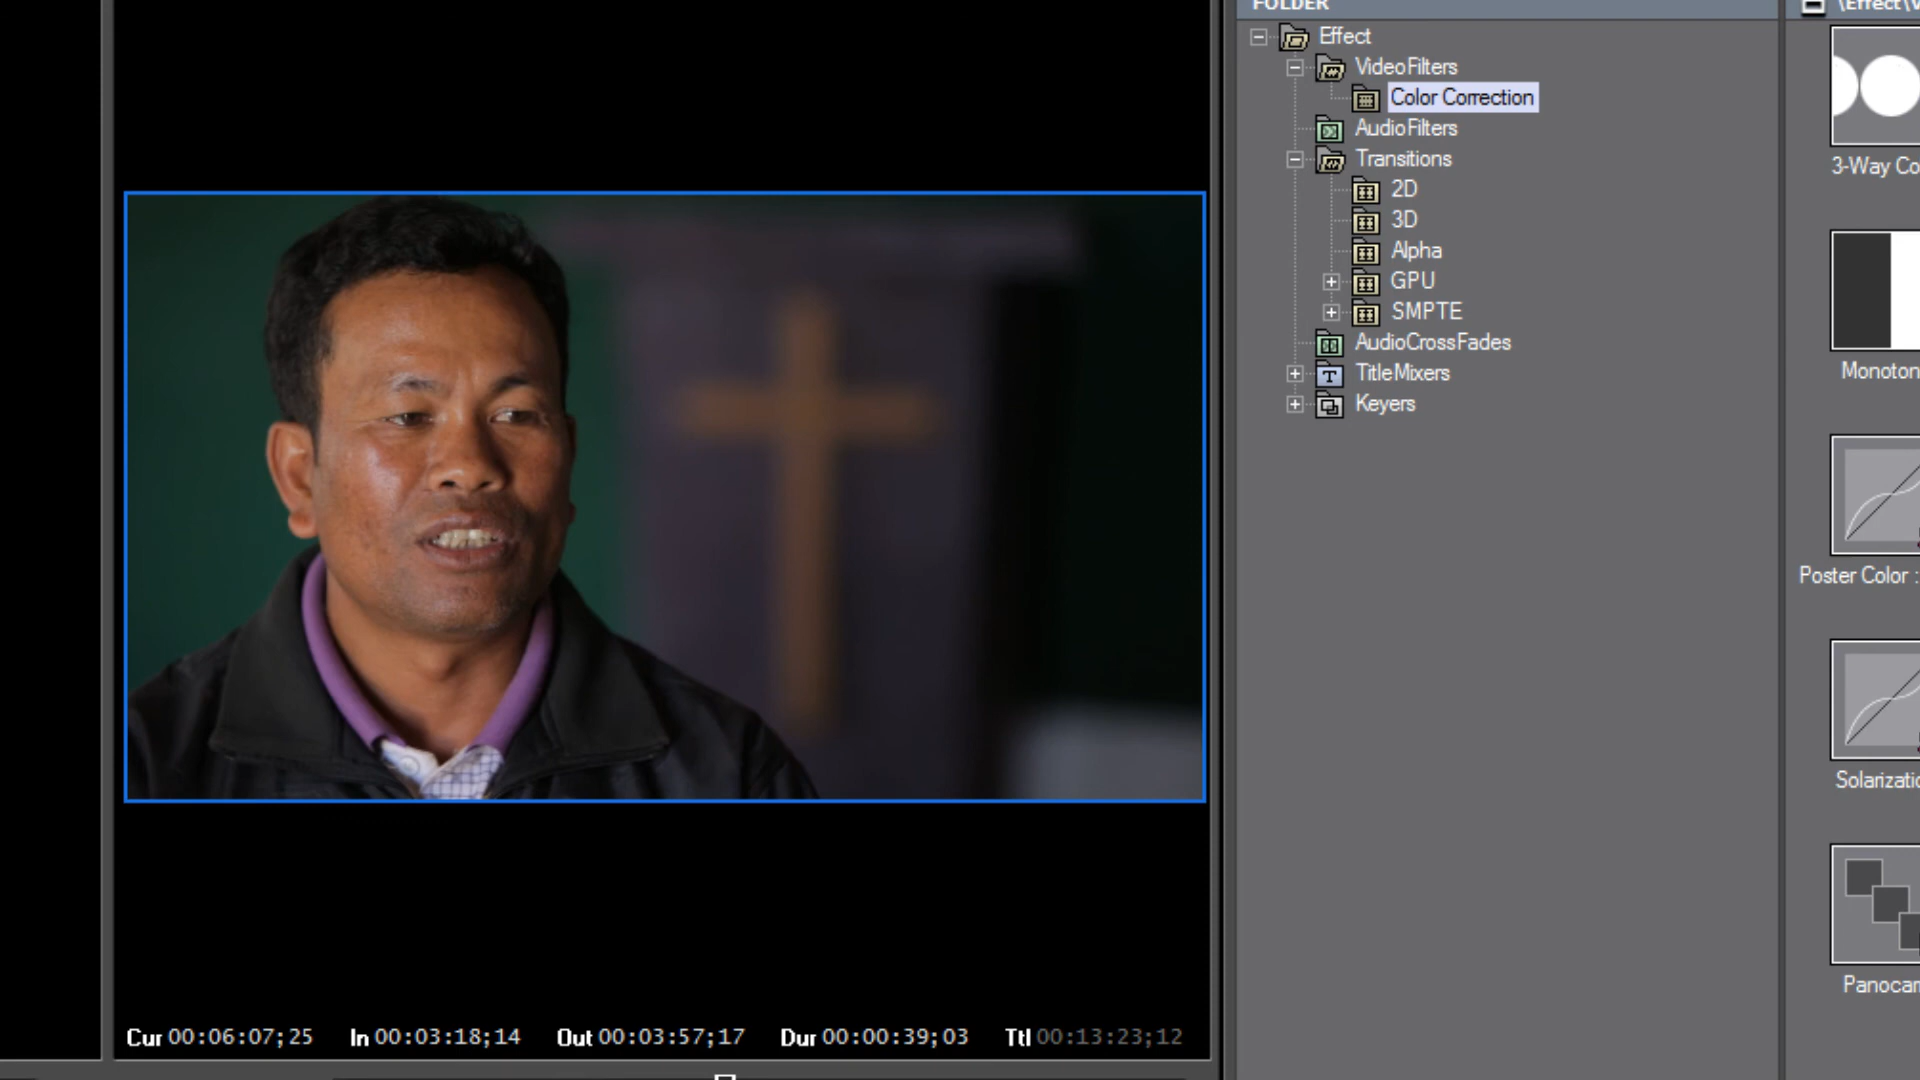 FOLDER
Effect
VideoFilters
Color Correction
AudioFilters
Transitions
2D
3D
Alpha
GPU
SMPTE
AudioCrossFades
TitleMixers
Keyers
\Effect\V
3-Way Co
Monoton
Poster Color :
Solarizatio
Panocam
Cur 00:06:07;25 In 00:03:18;14 Out 00:03:57;17 Dur 00:00:39;03 Ttl 00:13:23;12